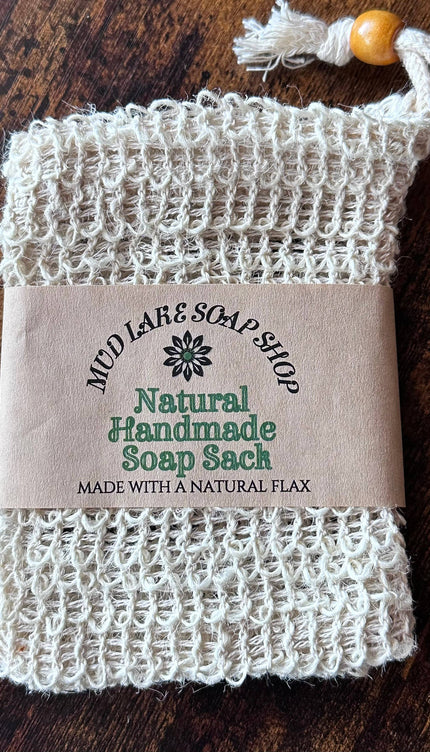 MUD LAKE SOAP SHOP
Natural
Handmade
Soap Sack
MADE WITH A NATURAL FLAX